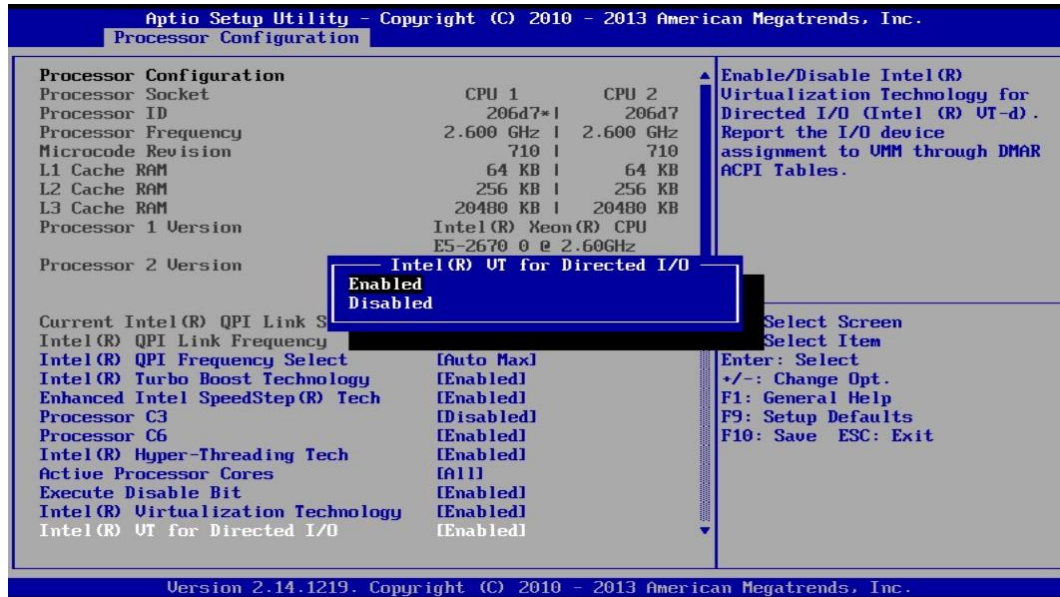 Aptio Setup Utility - Copyright (C) 2010 - 2013 American Megatrends, Inc.
Processor Configuration
Processor Configuration
Processor Socket CPU 1 CPU 2
Processor ID 206d7*| 206d7
Processor Frequency 2.600 GHz | 2.600 GHz
Microcode Revision 710 | 710
L1 Cache RAM 64 KB | 64 KB
L2 Cache RAM 256 KB | 256 KB
L3 Cache RAM 20480 KB | 20480 KB
Processor 1 Version Intel(R) Xeon(R) CPU
E5-2670 0 @ 2.60GHz
Processor 2 Version
Intel(R) VT for Directed I/O
Enabled
Disabled
Current Intel(R) QPI Link S
Intel(R) QPI Link Frequency
Intel(R) QPI Frequency Select [Auto Max]
Intel(R) Turbo Boost Technology [Enabled]
Enhanced Intel SpeedStep(R) Tech [Enabled]
Processor C3 [Disabled]
Processor C6 [Enabled]
Intel(R) Hyper-Threading Tech [Enabled]
Active Processor Cores [All]
Execute Disable Bit [Enabled]
Intel(R) Virtualization Technology [Enabled]
Intel(R) VT for Directed I/O [Enabled]
Enable/Disable Intel(R)
Virtualization Technology for
Directed I/O (Intel (R) VT-d).
Report the I/O device
assignment to VMM through DMAR
ACPI Tables.
Select Screen
Select Item
Enter: Select
+/-: Change Opt.
F1: General Help
F9: Setup Defaults
F10: Save ESC: Exit
Version 2.14.1219. Copyright (C) 2010 - 2013 American Megatrends, Inc.